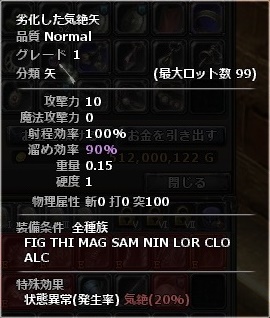 劣化した気絶矢
品質 Normal
グレード 1
分類 矢 (最大ロット数 99)
攻撃力 10
魔法攻撃力 0
射程効率 100%
お金を引き出す
溜め効率 90%
12,000,122 G
重量 0.15
硬度 1
閉じる
物理属性 斬0 打0 突100
装備条件 全種族
FIG THI MAG SAM NIN LOR CLO
ALC
特殊効果
状態異常(発生率) 気絶(20%)